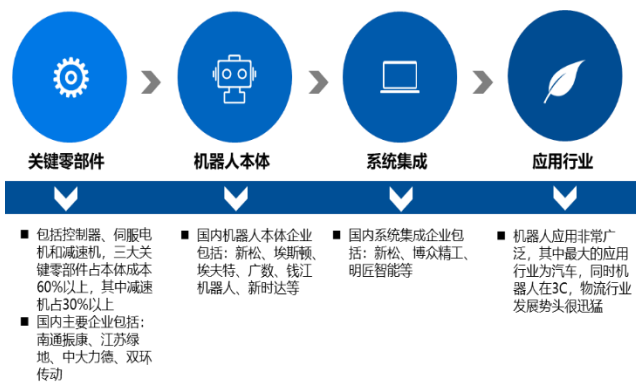 关键零部件
机器人本体
系统集成
应用行业
■ 包括控制器、伺服电
机和减速机，三大关
键零部件占本体成本
60%以上，其中减速
机占30%以上
■ 国内主要企业包括：
南通振康、江苏绿
地、中大力德、双环
传动
■ 国内机器人本体企业
包括：新松、埃斯顿、
埃夫特、广数、钱江
机器人、新时达等
■ 国内系统集成企业包
括：新松、博众精工、
明匠智能等
■ 机器人应用非常广
泛，其中最大的应用
行业为汽车，同时机
器人在3C，物流行业
发展势头很迅猛